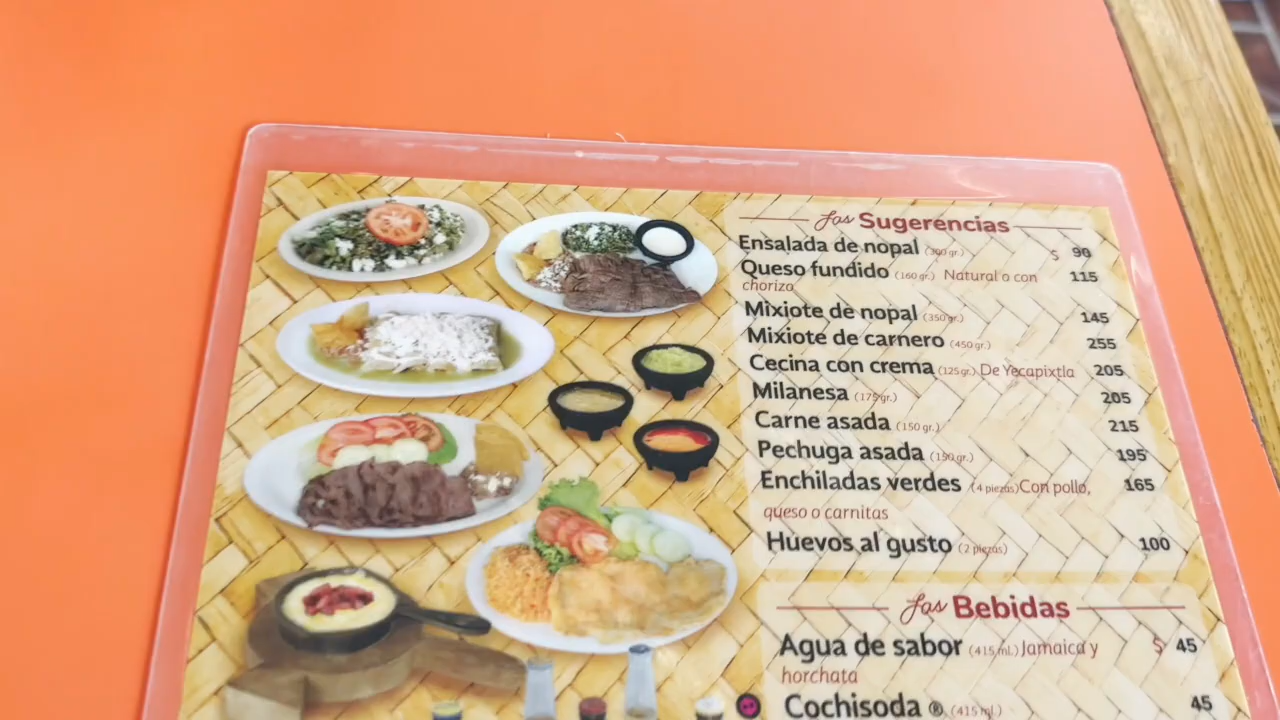 Las Sugerencias
Ensalada de nopal (300 gr.) $ 90
Queso fundido (160 gr.) Natural o con 115
chorizo
Mixiote de nopal (350 gr.) 145
Mixiote de carnero (450 gr.) 255
Cecina con crema (125 gr.) De Yecapixtla 205
Milanesa (175 gr.) 205
Carne asada (150 gr.) 215
Pechuga asada (150 gr.) 195
Enchiladas verdes (4 piezas) Con pollo, 165
queso o carnitas
Huevos al gusto (2 piezas) 100
Las Bebidas
Agua de sabor (415 ml.) Jamaica y $ 45
horchata
Cochisoda ® (415 ml.) 45